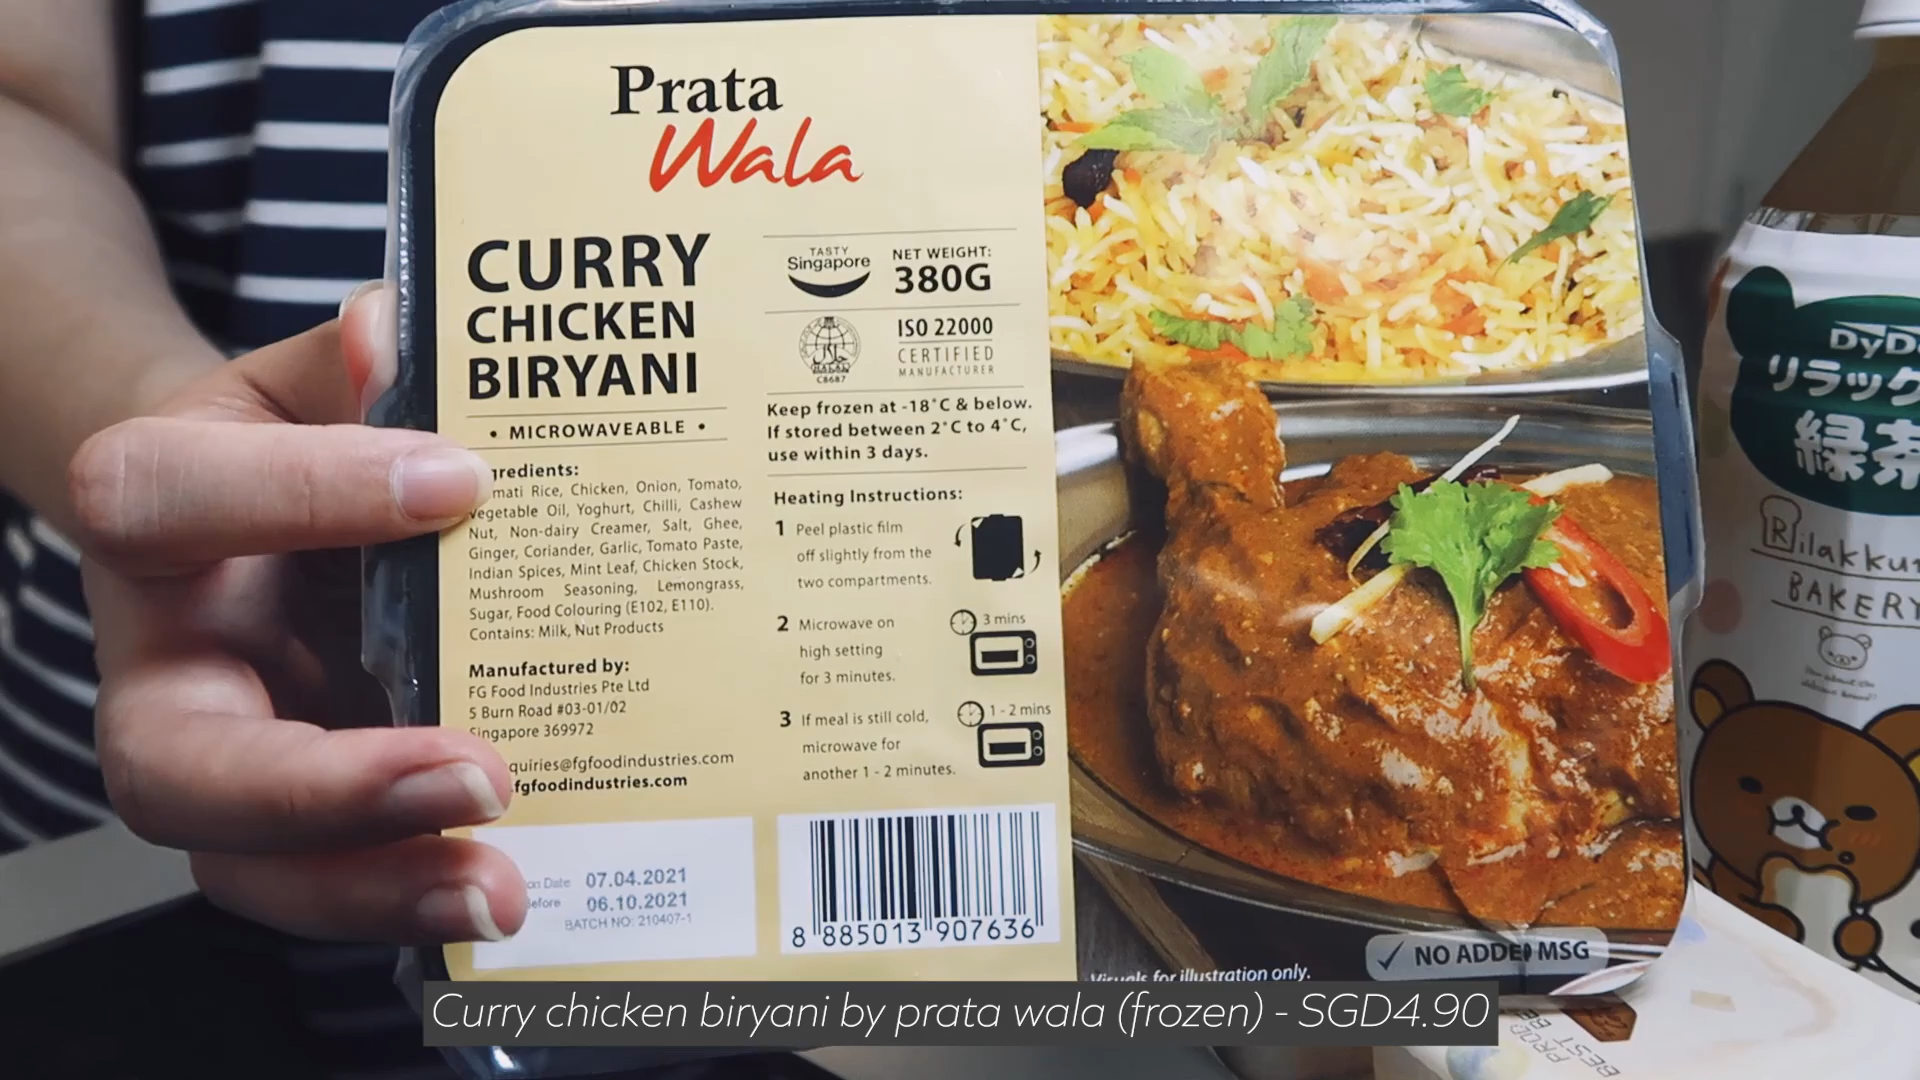 Prata
Wala
CURRY
CHICKEN
BIRYANI
• MICROWAVEABLE •
gredients:
mati Rice, Chicken, Onion, Tomato,
Vegetable Oil, Yoghurt, Chilli, Cashew
Nut, Non-dairy Creamer, Salt, Ghee,
Ginger, Coriander, Garlic, Tomato Paste,
Indian Spices, Mint Leaf, Chicken Stock,
Mushroom Seasoning, Lemongrass,
Sugar, Food Colouring (E102, E110).
Contains: Milk, Nut Products
Manufactured by:
FG Food Industries Pte Ltd
5 Burn Road #03-01/02
Singapore 369972
quiries@fgfoodindustries.com
.fgfoodindustries.com
on Date 07.04.2021
Before 06.10.2021
BATCH NO: 210407-1
TASTY
Singapore
NET WEIGHT:
380G
حلال
HALAL
C8687
ISO 22000
CERTIFIED
MANUFACTURER
Keep frozen at -18°C & below.
If stored between 2°C to 4°C,
use within 3 days.
Heating Instructions:
1 Peel plastic film
off slightly from the
two compartments.
2 Microwave on
high setting
for 3 minutes.
3 mins
3 If meal is still cold,
microwave for
another 1 - 2 minutes.
1 - 2 mins
8 885013 907636
Visuals for illustration only.
✓ NO ADDED MSG
DyD
リラック
緑茶
Rilakku
BAKERY
BEST
Curry chicken biryani by prata wala (frozen) - SGD4.90